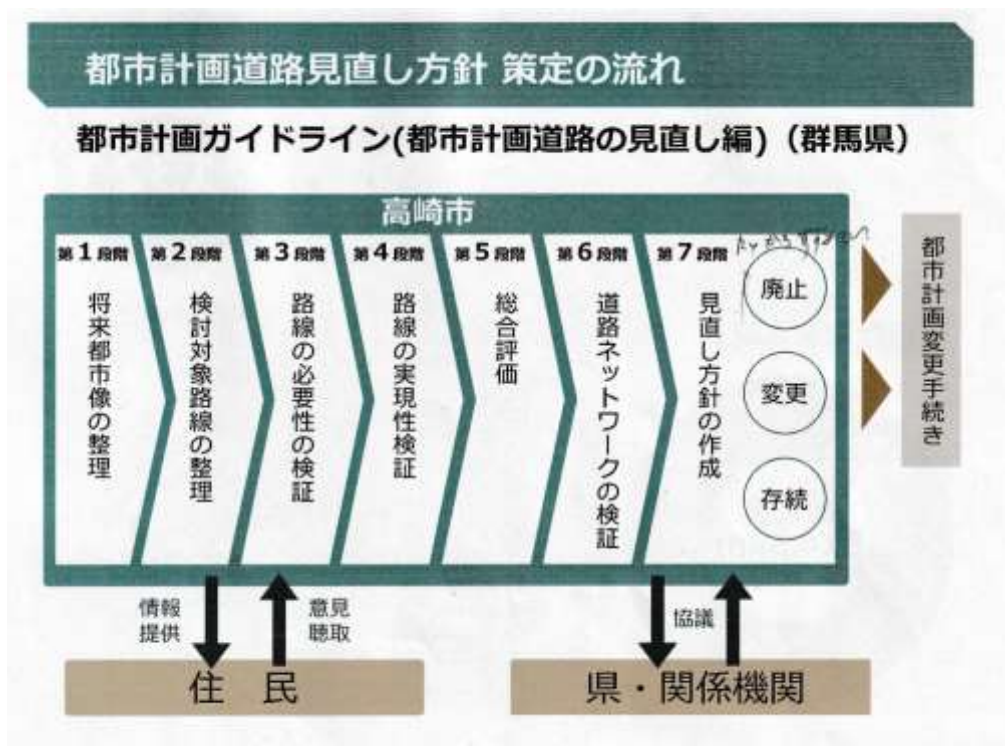 都市計画道路見直し方針 策定の流れ
都市計画ガイドライン(都市計画道路の見直し編)(群馬県)
高崎市
第1段階
将来都市像の整理
第2段階
検討対象路線の整理
第3段階
路線の必要性の検証
第4段階
路線の実現性検証
第5段階
総合評価
第6段階
道路ネットワークの検証
第7段階
見直し方針の作成
廃止
変更
存続
都市計画変更手続き
情報
提供
意見
聴取
協議
住 民
県・関係機関